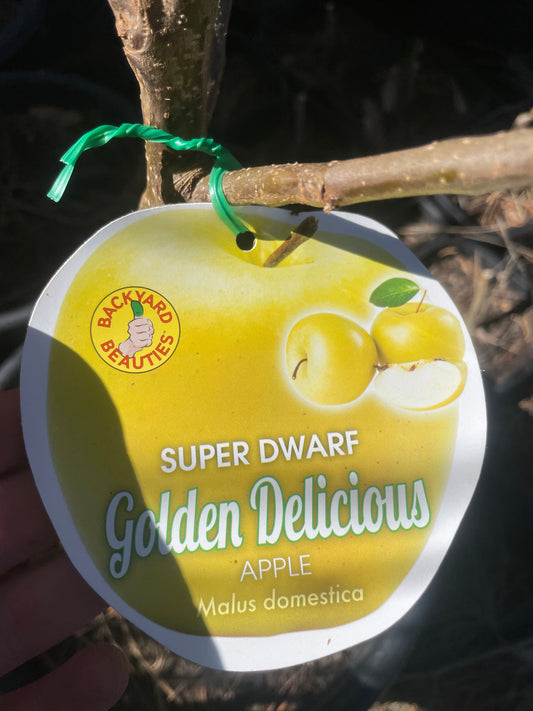 BACKYARD
BEAUTIES
SUPER DWARF
Golden Delicious
APPLE
Malus domestica